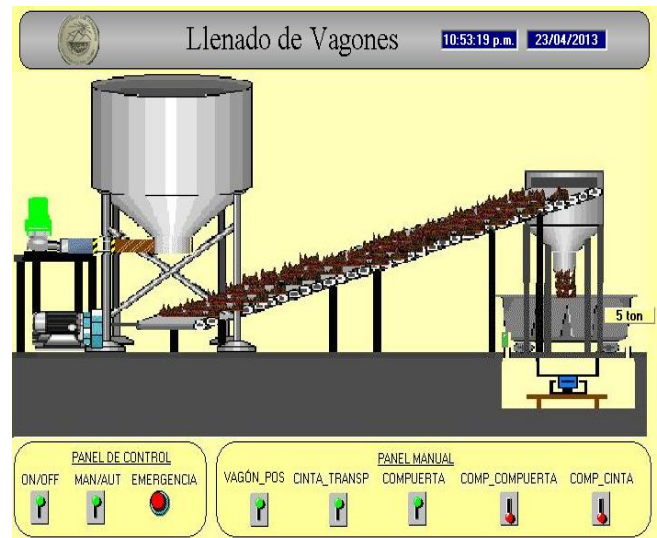 Llenado de Vagones
10:53:19 p.m. 23/04/2013
5 ton
PANEL DE CONTROL
ON/OFF MAN/AUT EMERGENCIA
PANEL MANUAL
VAGÓN_POS CINTA_TRANSP COMPUERTA COMP_COMPUERTA COMP_CINTA